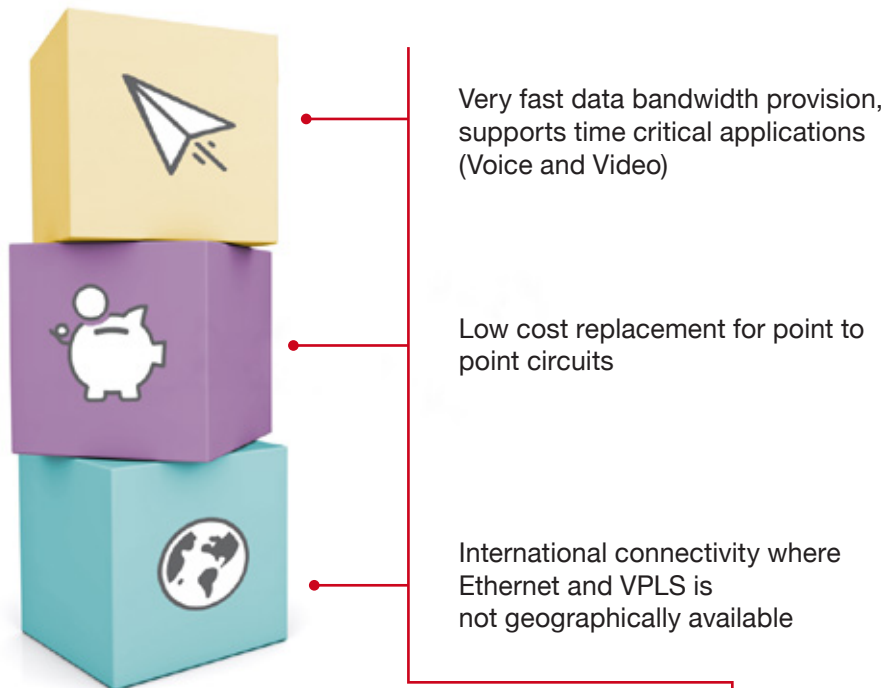 Very fast data bandwidth provision,
supports time critical applications
(Voice and Video)
Low cost replacement for point to
point circuits
International connectivity where
Ethernet and VPLS is
not geographically available